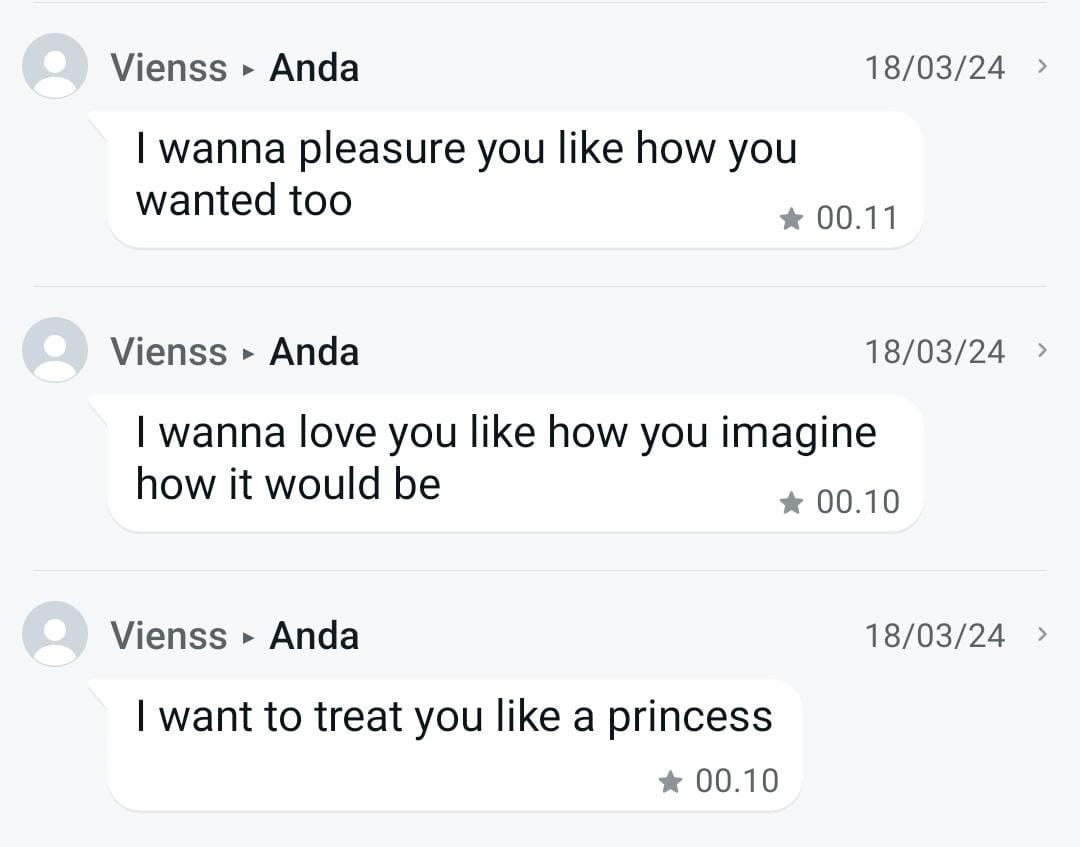 Vienss ▸ Anda 18/03/24
I wanna pleasure you like how you
wanted too
★ 00.11
Vienss ▸ Anda 18/03/24
I wanna love you like how you imagine
how it would be
★ 00.10
Vienss ▸ Anda 18/03/24
I want to treat you like a princess
★ 00.10